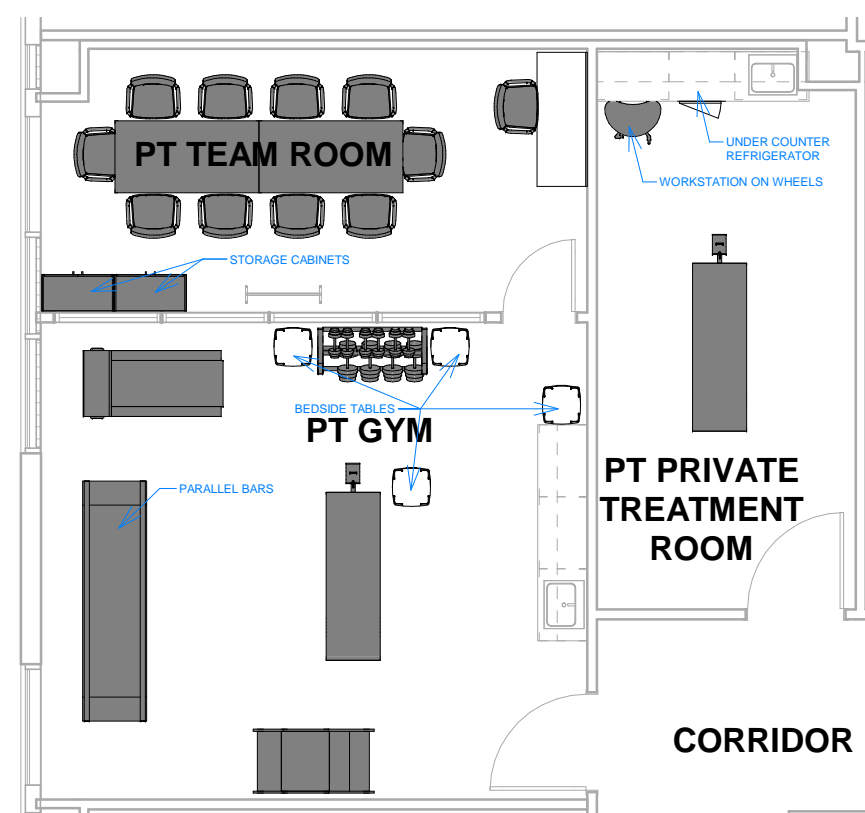 PT TEAM ROOM
UNDER COUNTER
REFRIGERATOR
WORKSTATION ON WHEELS
STORAGE CABINETS
BEDSIDE TABLES
PT GYM
PT PRIVATE
TREATMENT
ROOM
PARALLEL BARS
CORRIDOR